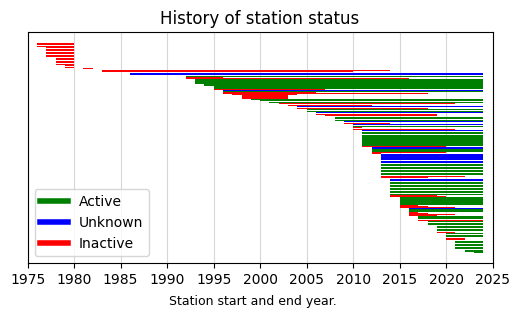 History of station status
Active
Unknown
Inactive
1975 1980 1985 1990 1995 2000 2005 2010 2015 2020 2025
Station start and end year.